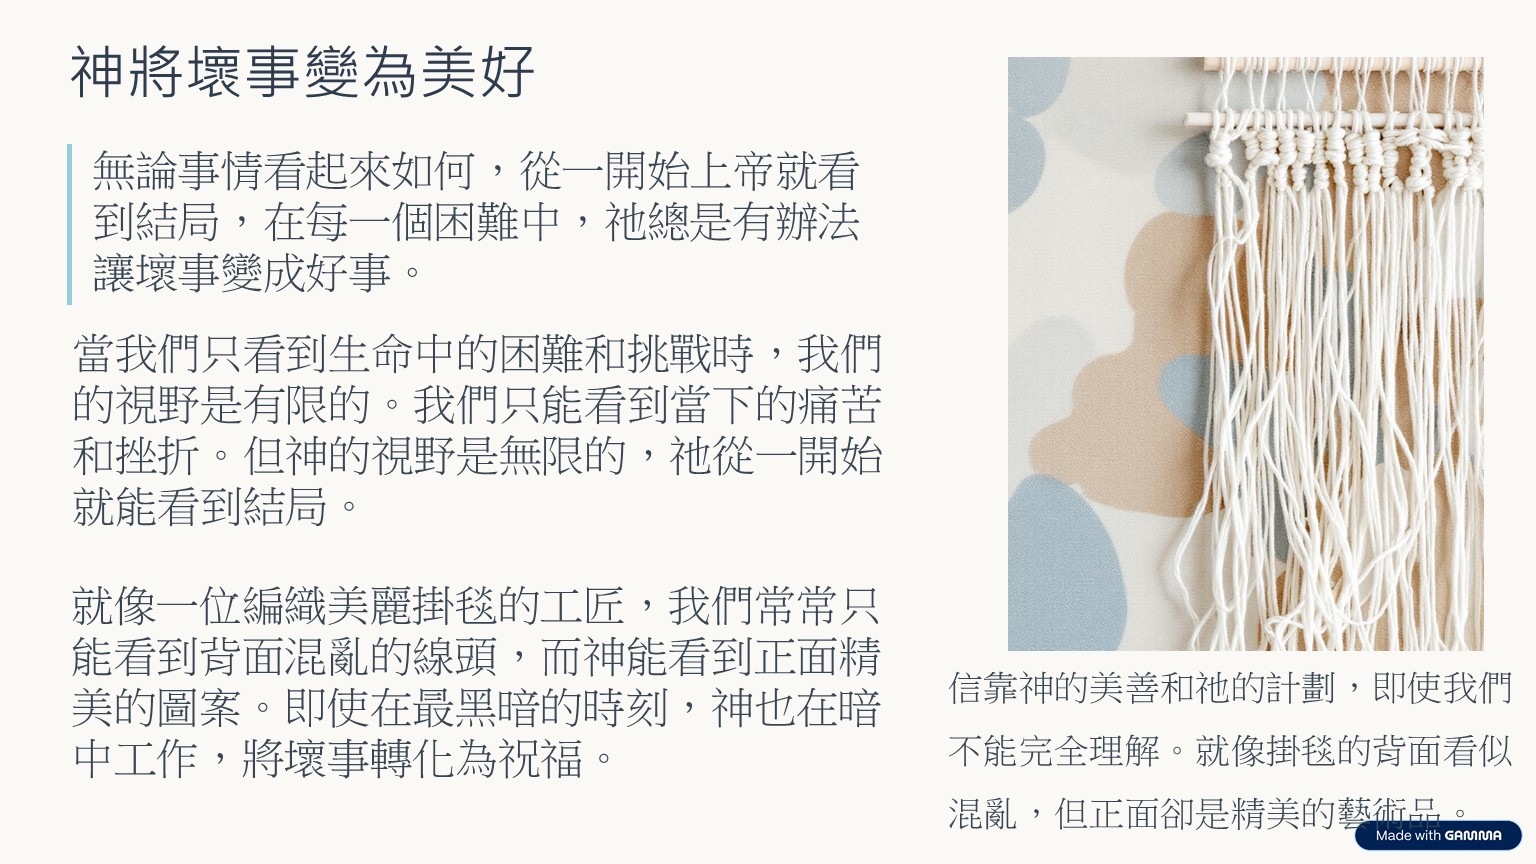 神將壞事變為美好
無論事情看起來如何，從一開始上帝就看
到結局，在每一個困難中，祂總是有辦法
讓壞事變成好事。
當我們只看到生命中的困難和挑戰時，我們
的視野是有限的。我們只能看到當下的痛苦
和挫折。但神的視野是無限的，祂從一開始
就能看到結局。
就像一位編織美麗掛毯的工匠，我們常常只
能看到背面混亂的線頭，而神能看到正面精
美的圖案。即使在最黑暗的時刻，神也在暗
中工作，將壞事轉化為祝福。
信靠神的美善和祂的計劃，即使我們
不能完全理解。就像掛毯的背面看似
混亂，但正面卻是精美的藝術品。
Made with GAMMA